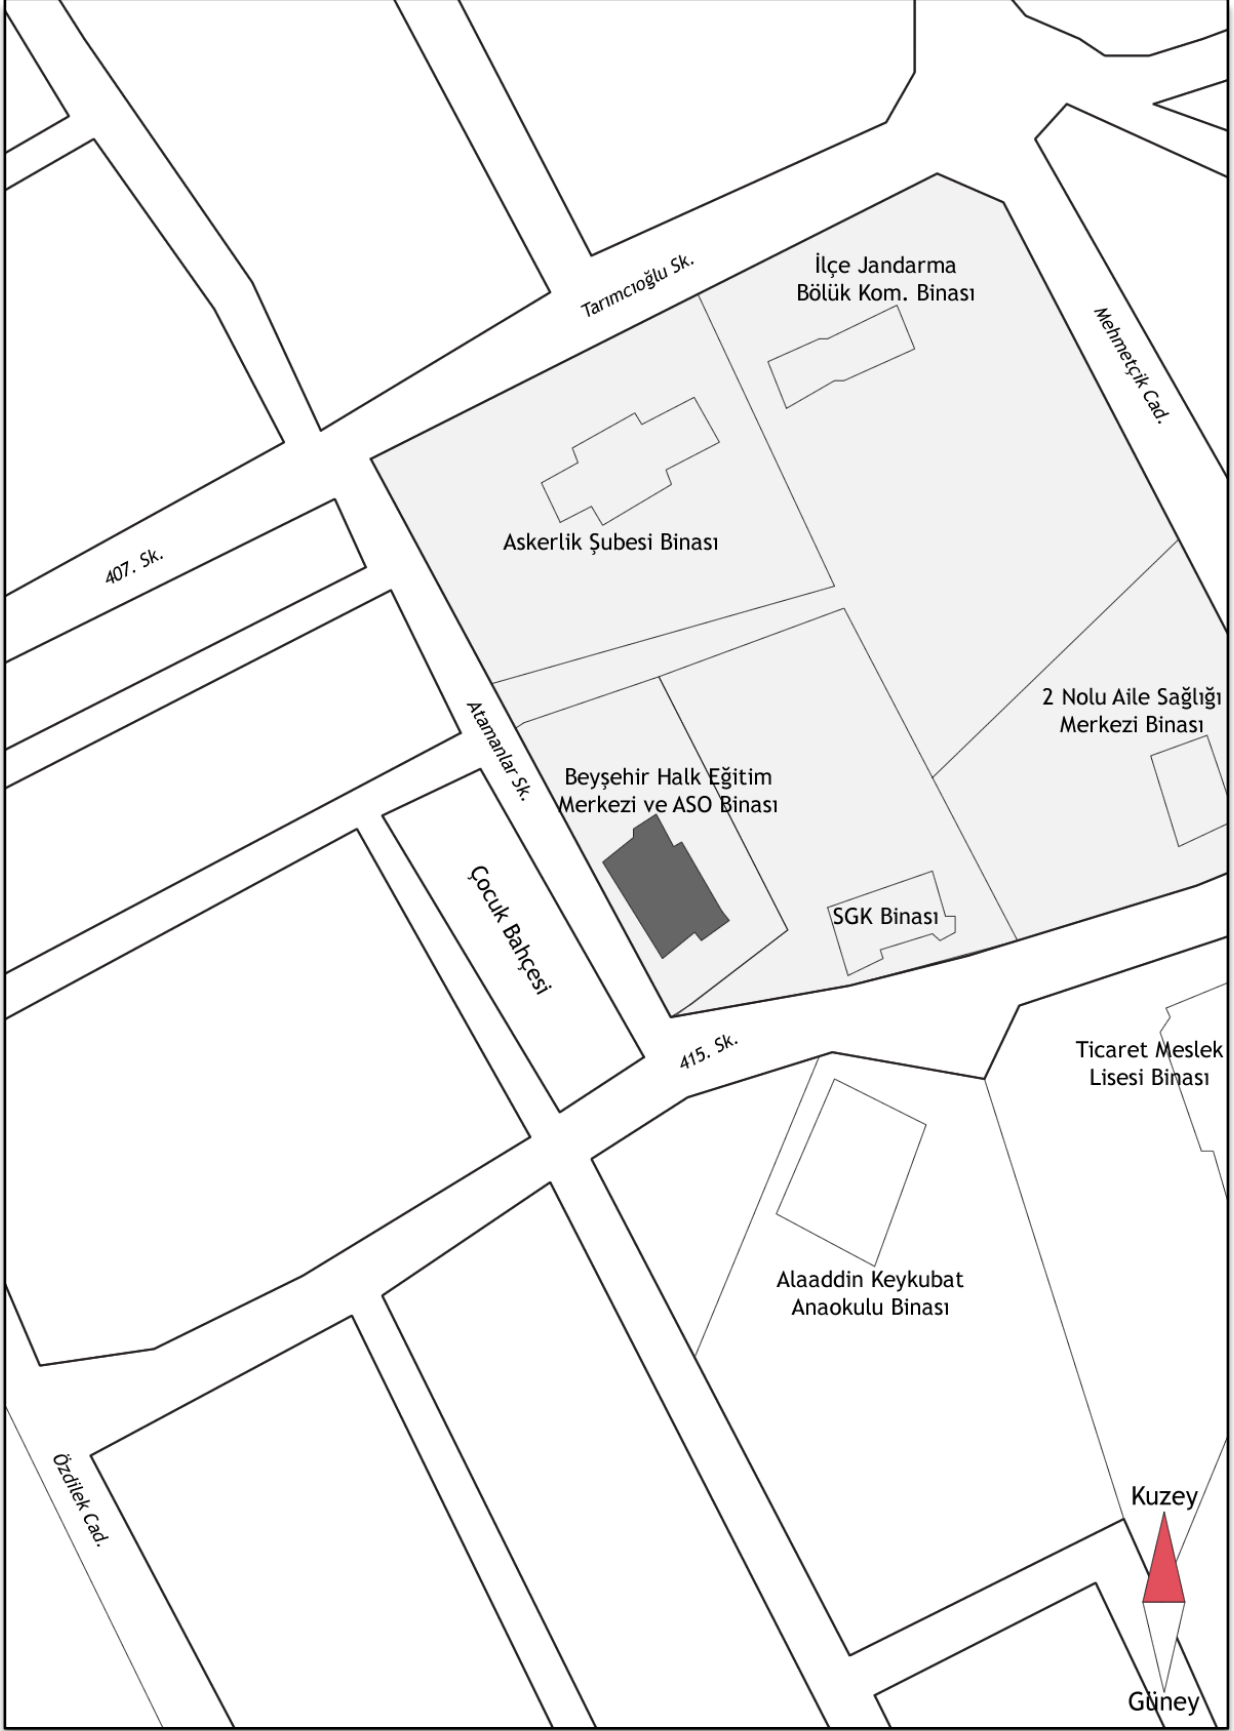 İlçe Jandarma
Bölük Kom. Binası
Tarımcıoğlu Sk.
Mehmetçik Cad.
Askerlik Şubesi Binası
407. Sk.
2 Nolu Aile Sağlığı
Merkezi Binası
Atamanlar Sk.
Beyşehir Halk Eğitim
Merkezi ve ASO Binası
Çocuk Bahçesi
SGK Binası
415. Sk.
Ticaret Meslek
Lisesi Binası
Alaaddin Keykubat
Anaokulu Binası
Özdilek Cad.
Kuzey
Güney